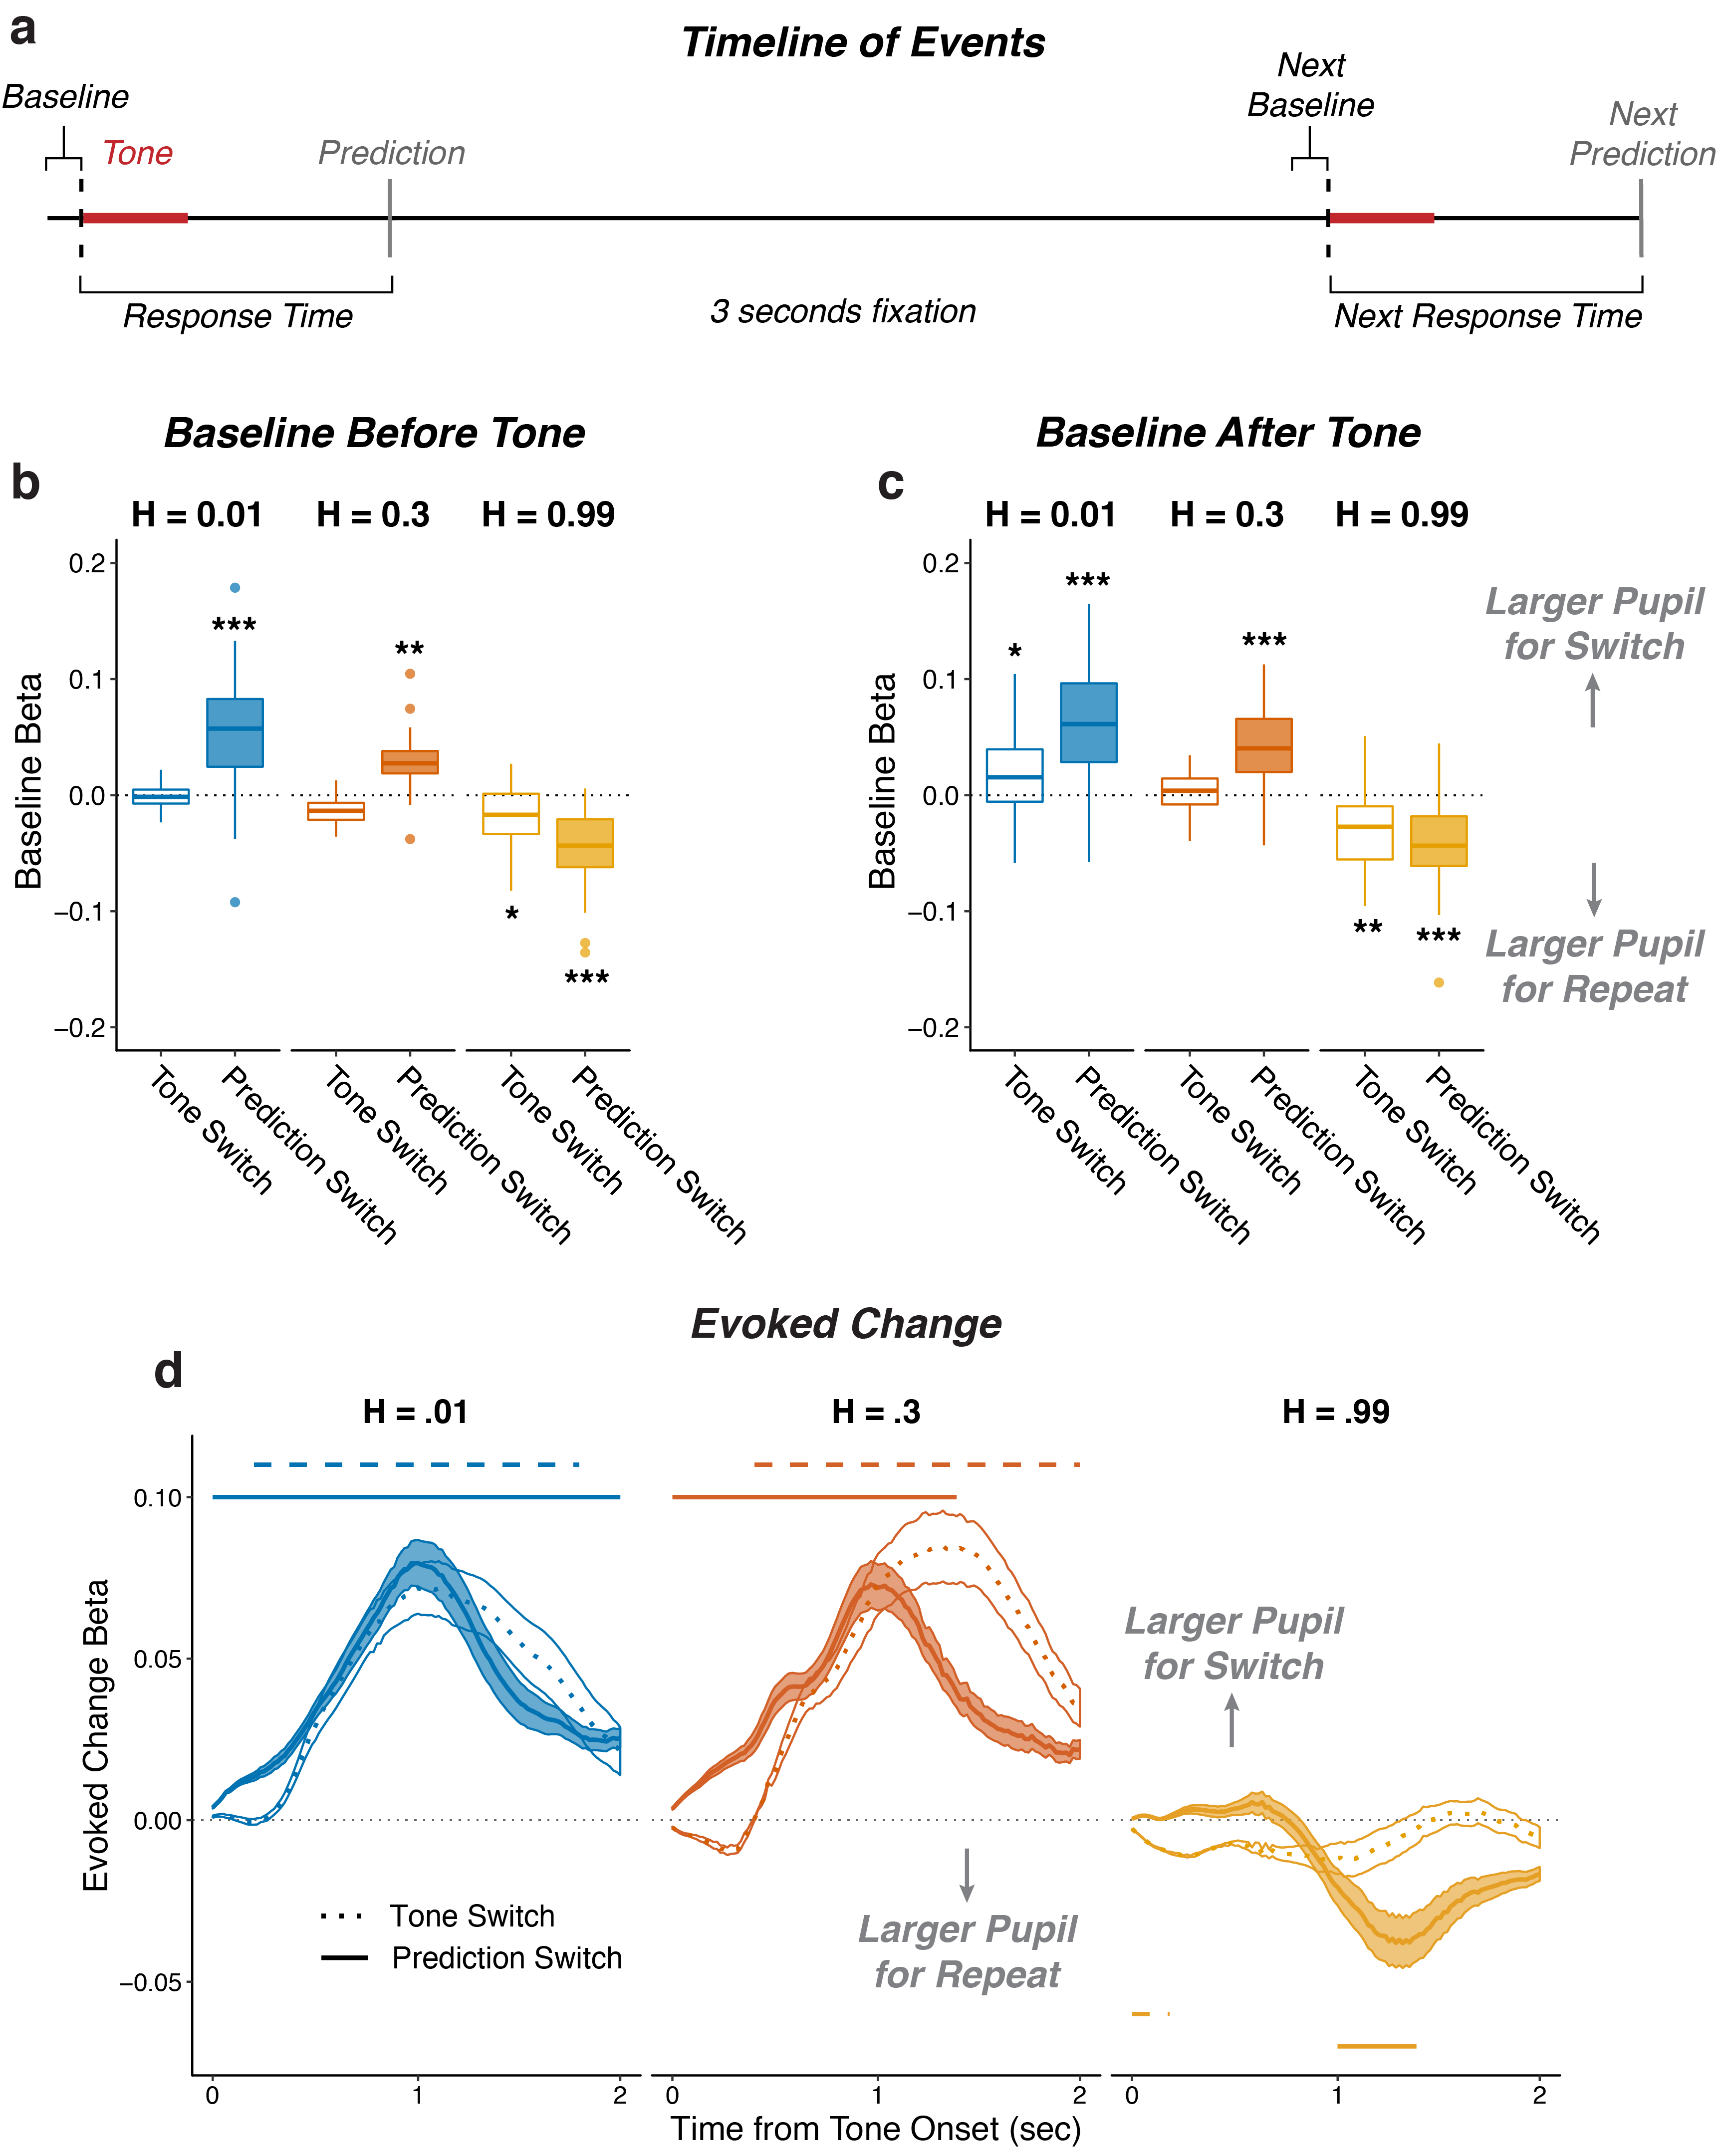 a
Timeline of Events
Baseline
Tone
Prediction
Next
Baseline
Next
Prediction
Response Time
3 seconds fixation
Next Response Time
Baseline Before Tone
b
H = 0.01 H = 0.3 H = 0.99
Baseline Beta
0.2
0.1
0.0
−0.1
−0.2
***
**
*
***
Tone Switch
Prediction Switch
Tone Switch
Prediction Switch
Tone Switch
Prediction Switch
Baseline After Tone
c
H = 0.01 H = 0.3 H = 0.99
Baseline Beta
0.2
0.1
0.0
−0.1
−0.2
*
***
***
**
***
Tone Switch
Prediction Switch
Tone Switch
Prediction Switch
Tone Switch
Prediction Switch
Larger Pupil
for Switch
Larger Pupil
for Repeat
Evoked Change
d
H = .01 H = .3 H = .99
Evoked Change Beta
0.10
0.05
0.00
−0.05
Larger Pupil
for Switch
Larger Pupil
for Repeat
Tone Switch
Prediction Switch
0 1 2 0 1 2 0 1 2
Time from Tone Onset (sec)